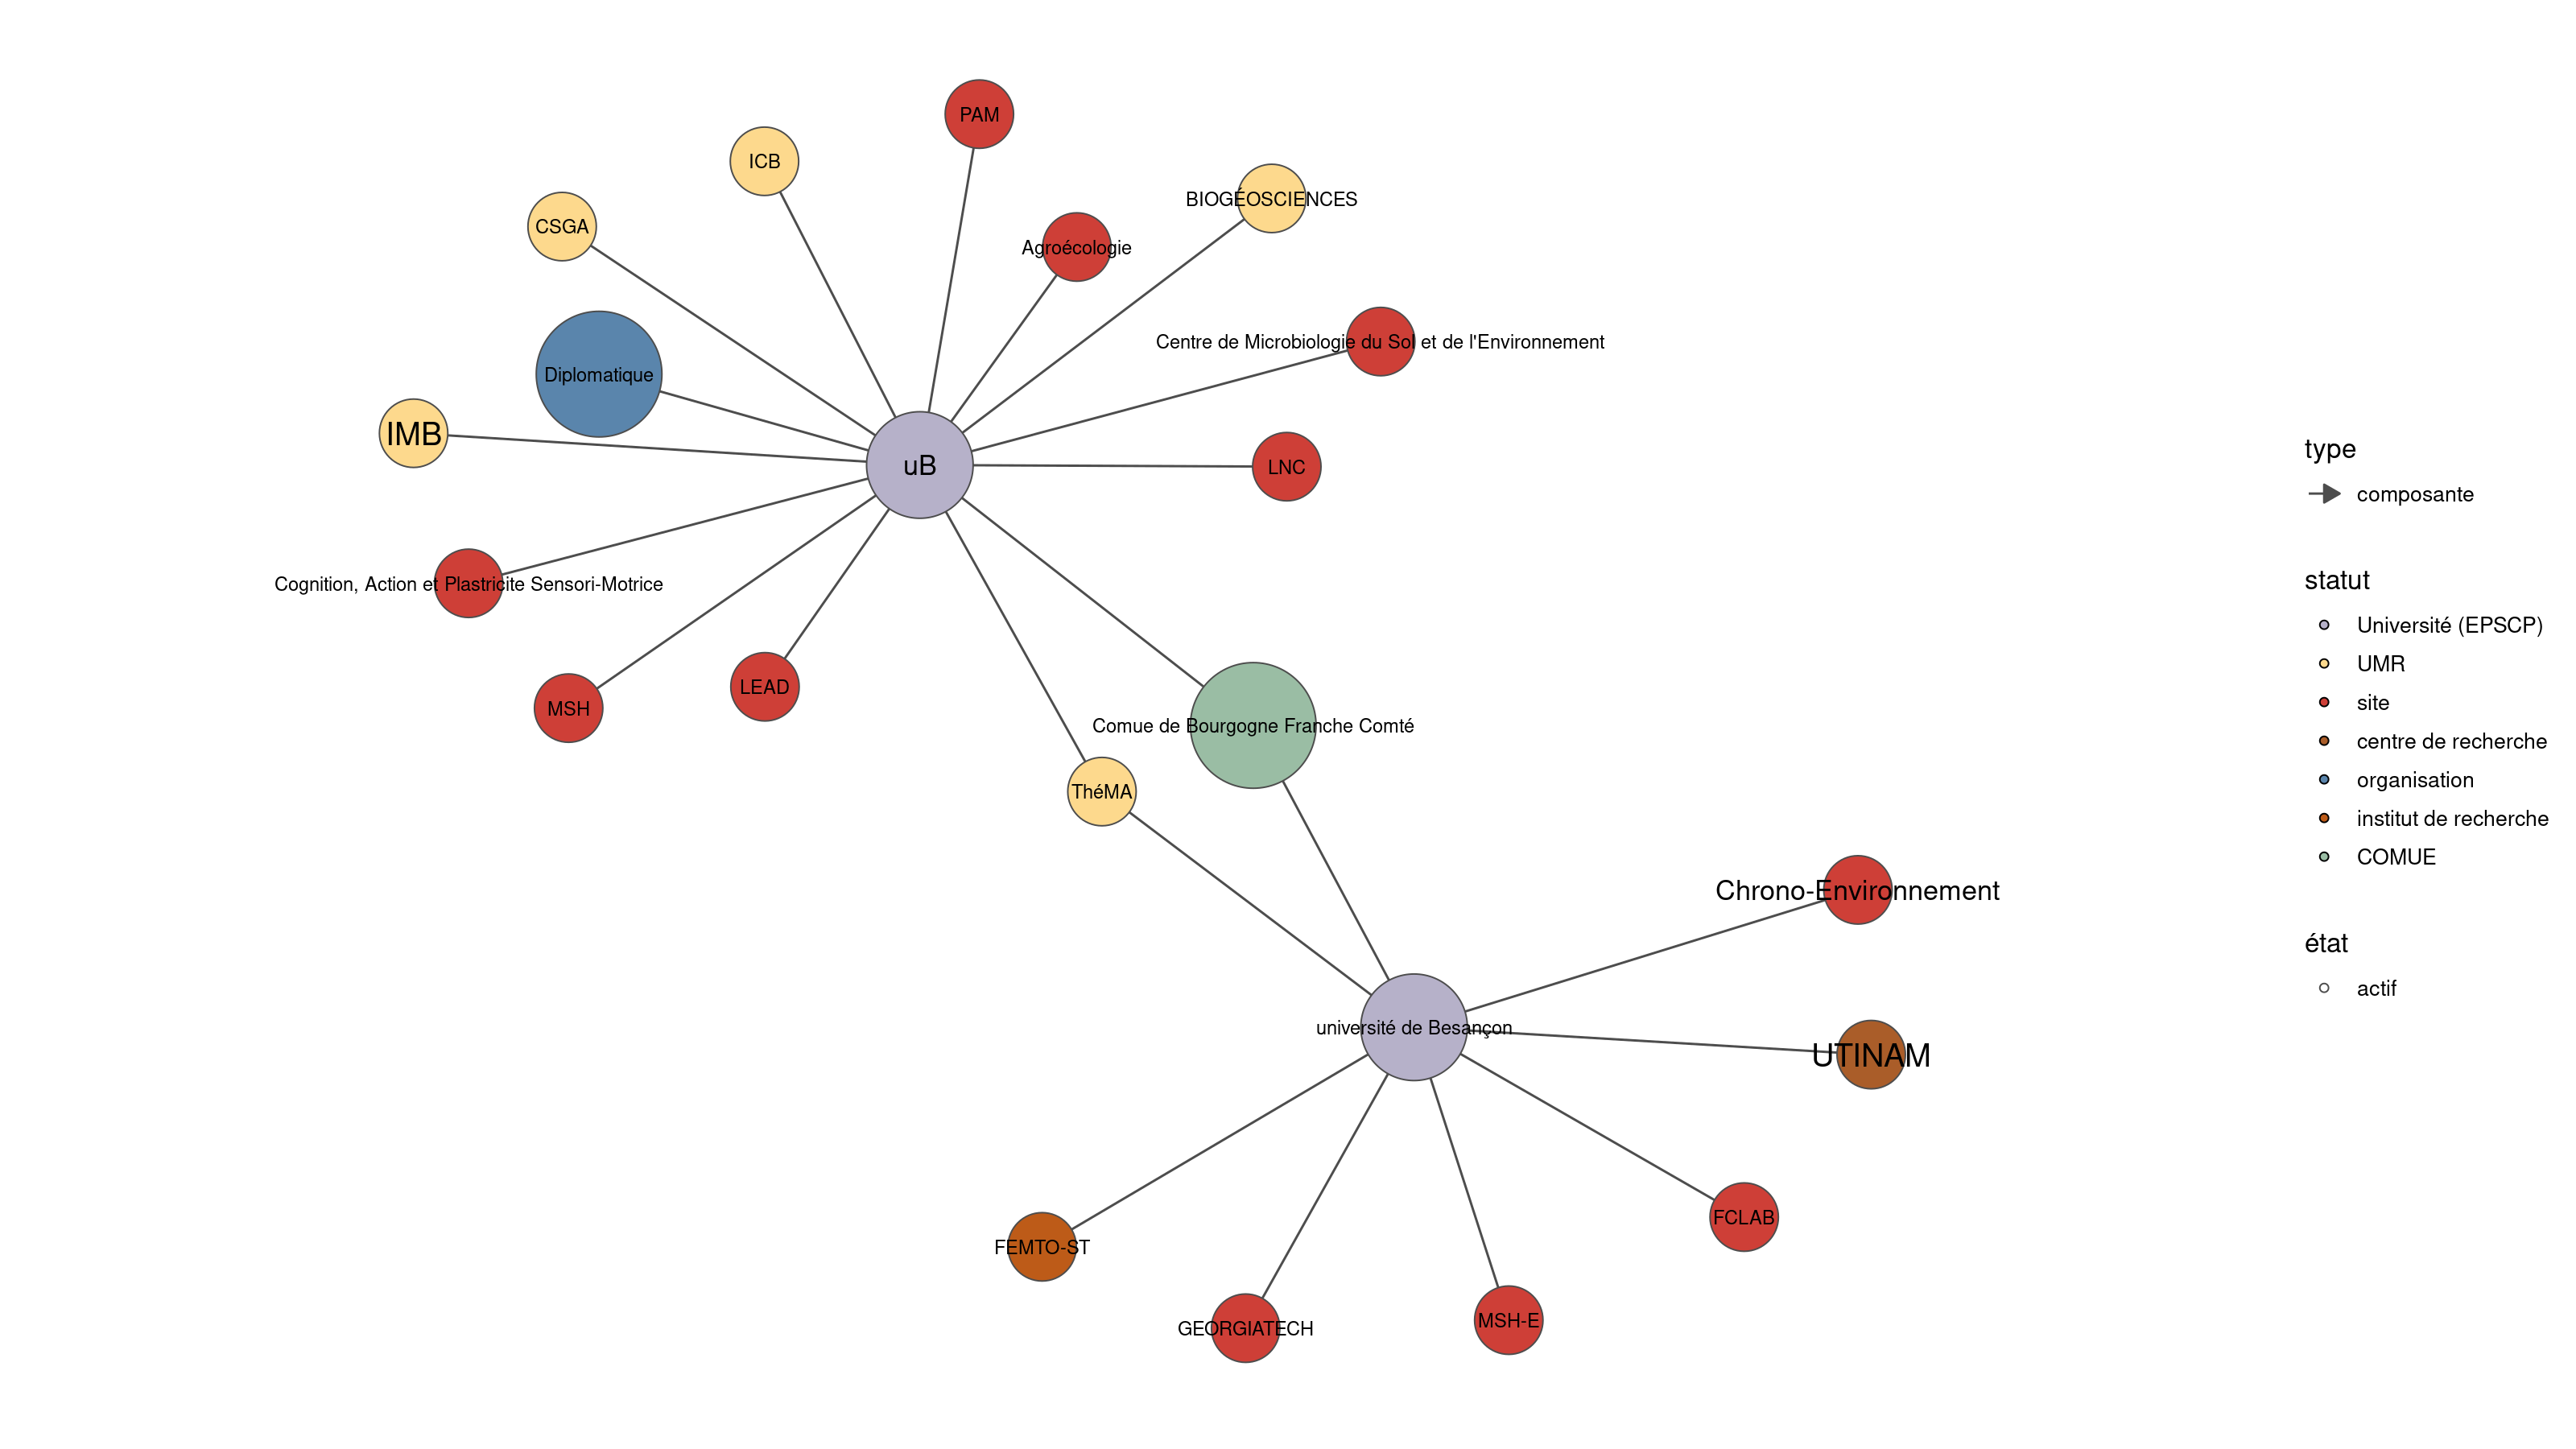 PAM
ICB
BIOGÉOSCIENCES
CSGA
Agroécologie
Centre de Microbiologie du Sol et de l'Environnement
Diplomatique
IMB
uB
LNC
Cognition, Action et Plastricite Sensori-Motrice
LEAD
MSH
Comue de Bourgogne Franche Comté
ThéMA
Chrono-Environnement
université de Besançon
UTINAM
FCLAB
FEMTO-ST
MSH-E
GEORGIATECH
type
composante
statut
Université (EPSCP)
UMR
site
centre de recherche
organisation
institut de recherche
COMUE
état
actif